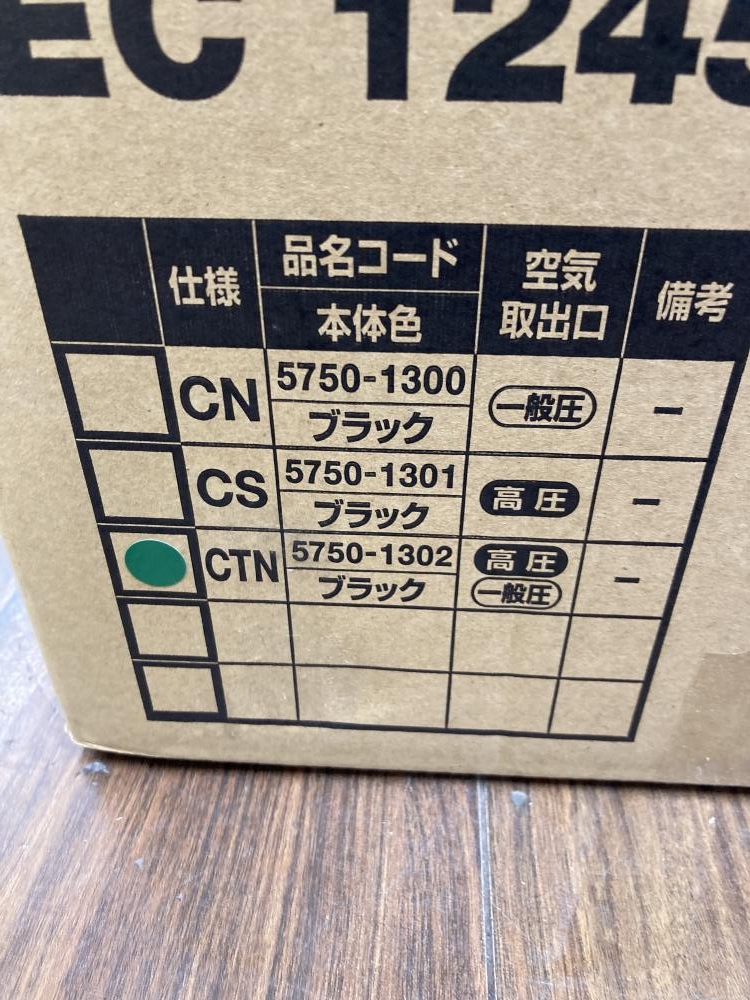 EC 1245
仕様 品名コード 空気取出口 備考
本体色
CN 5750-1300 一般圧 -
ブラック
CS 5750-1301 高圧 -
ブラック
CTN 5750-1302 高圧 -
ブラック 一般圧